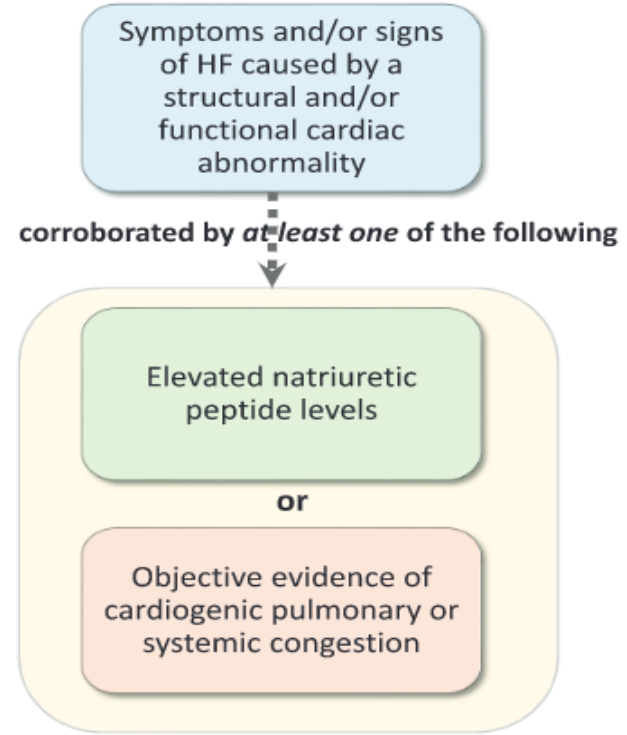 Symptoms and/or signs
of HF caused by a
structural and/or
functional cardiac
abnormality
corroborated by at least one of the following
Elevated natriuretic
peptide levels
or
Objective evidence of
cardiogenic pulmonary or
systemic congestion